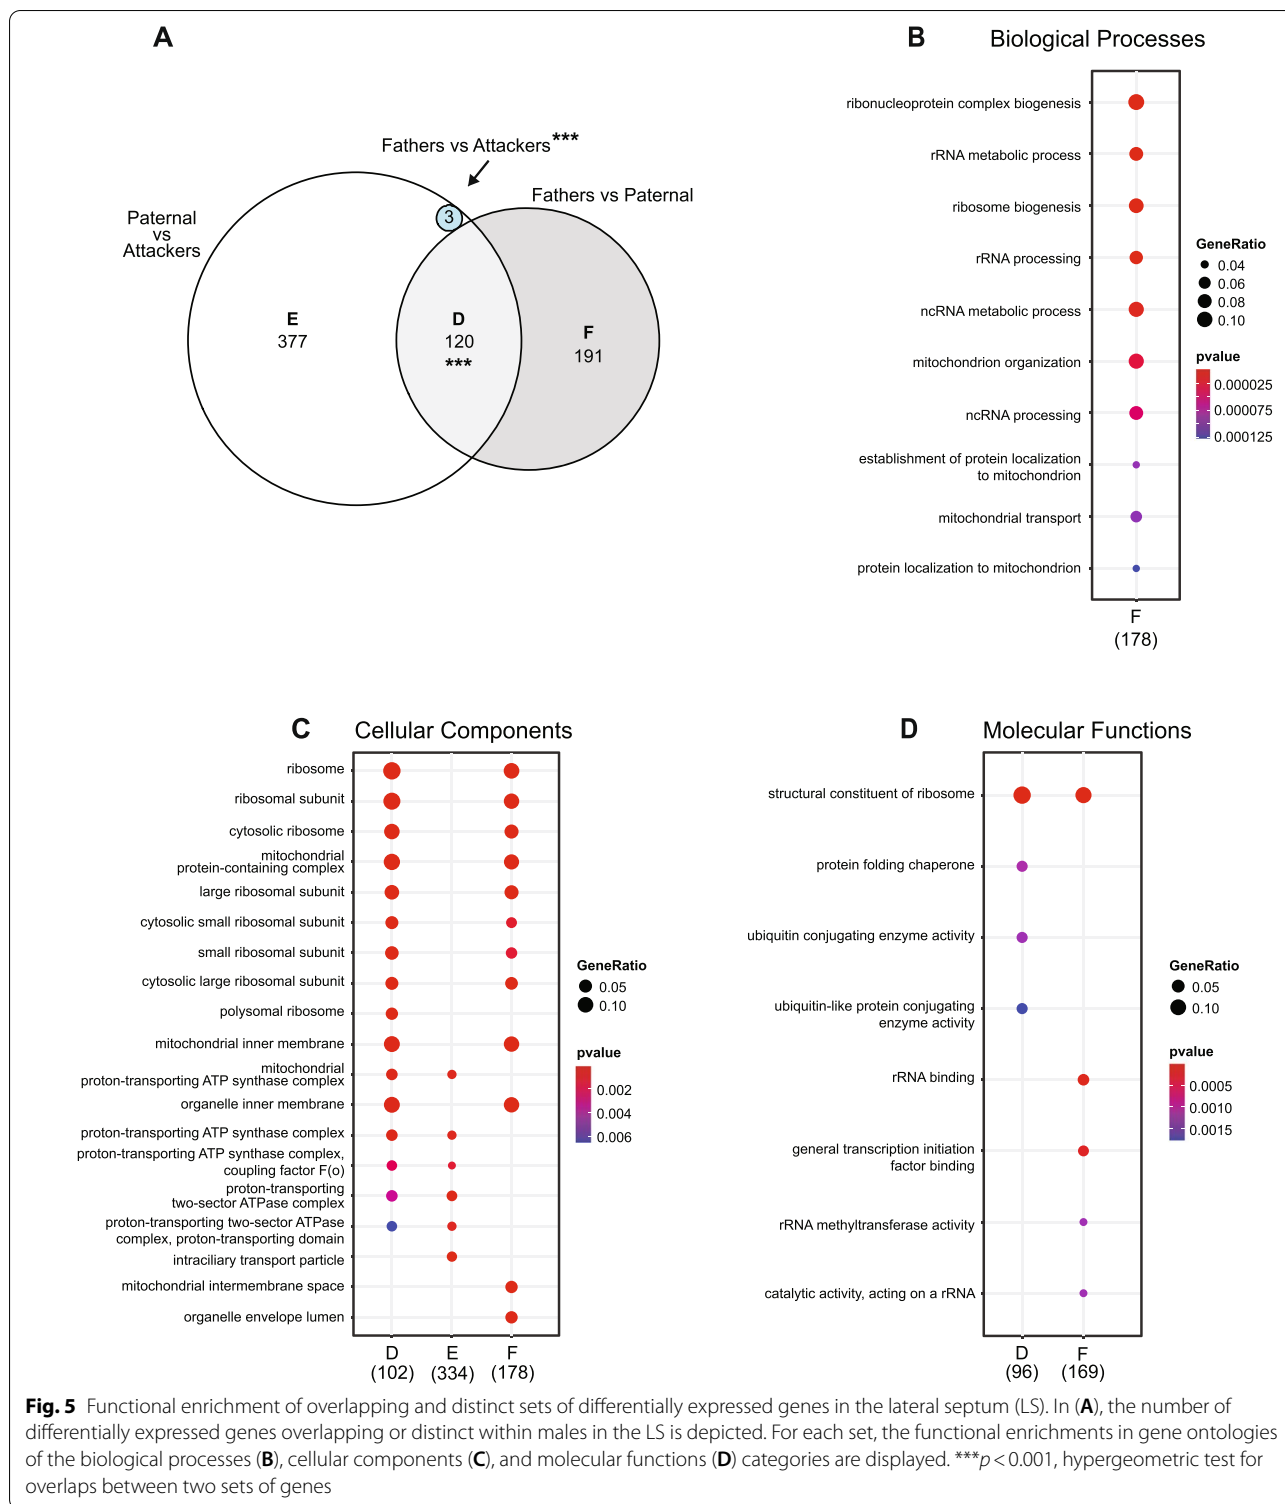 A
Fathers vs Attackers***
Fathers vs Paternal
Paternal
vs
Attackers
3
E
377
D
120
***
F
191
B
Biological Processes
ribonucleoprotein complex biogenesis
rRNA metabolic process
ribosome biogenesis
rRNA processing
ncRNA metabolic process
mitochondrion organization
ncRNA processing
establishment of protein localization
to mitochondrion
mitochondrial transport
protein localization to mitochondrion
F
(178)
GeneRatio
0.04
0.06
0.08
0.10
pvalue
0.000025
0.000075
0.000125
C
Cellular Components
ribosome
ribosomal subunit
cytosolic ribosome
mitochondrial
protein-containing complex
large ribosomal subunit
cytosolic small ribosomal subunit
small ribosomal subunit
cytosolic large ribosomal subunit
polysomal ribosome
mitochondrial inner membrane
mitochondrial
proton-transporting ATP synthase complex
organelle inner membrane
proton-transporting ATP synthase complex
proton-transporting ATP synthase complex,
coupling factor F(o)
proton-transporting
two-sector ATPase complex
proton-transporting two-sector ATPase
complex, proton-transporting domain
intraciliary transport particle
mitochondrial intermembrane space
organelle envelope lumen
D E F
(102) (334) (178)
GeneRatio
0.05
0.10
pvalue
0.002
0.004
0.006
D
Molecular Functions
structural constituent of ribosome
protein folding chaperone
ubiquitin conjugating enzyme activity
ubiquitin-like protein conjugating
enzyme activity
rRNA binding
general transcription initiation
factor binding
rRNA methyltransferase activity
catalytic activity, acting on a rRNA
D F
(96) (169)
GeneRatio
0.05
0.10
pvalue
0.0005
0.0010
0.0015
Fig. 5 Functional enrichment of overlapping and distinct sets of differentially expressed genes in the lateral septum (LS). In (A), the number of
differentially expressed genes overlapping or distinct within males in the LS is depicted. For each set, the functional enrichments in gene ontologies
of the biological processes (B), cellular components (C), and molecular functions (D) categories are displayed. ***p < 0.001, hypergeometric test for
overlaps between two sets of genes